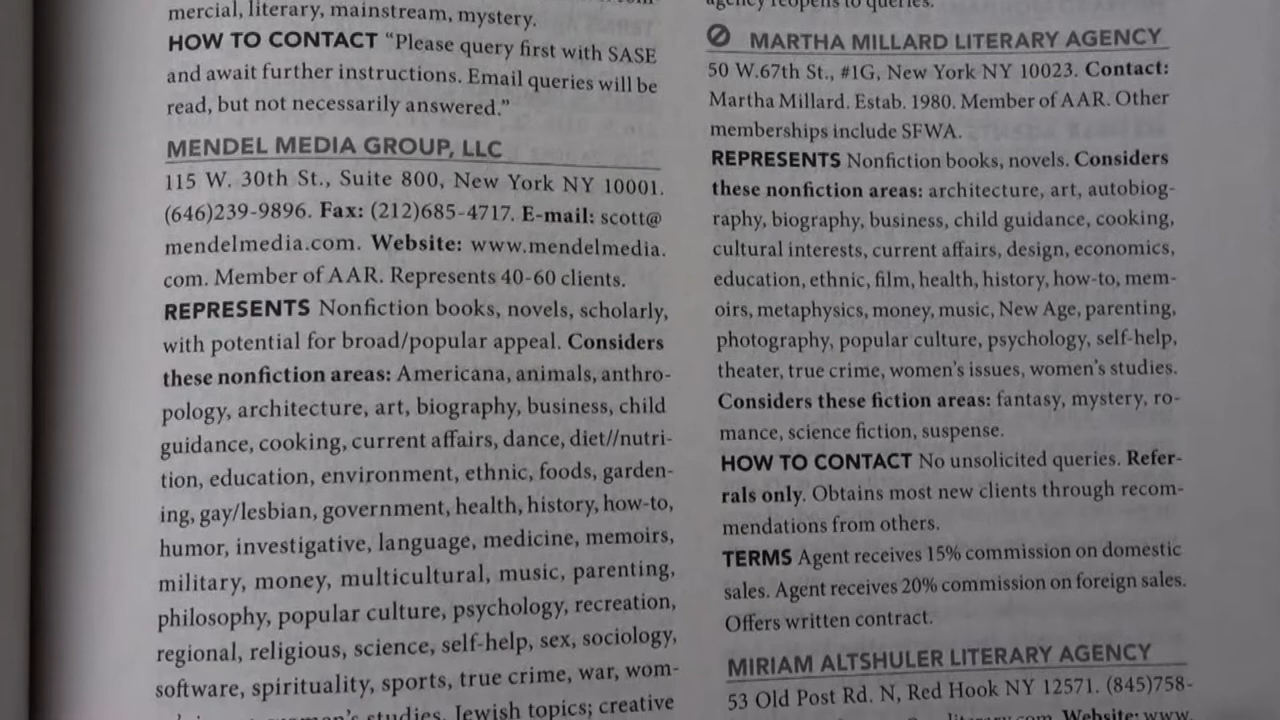 mercial, literary, mainstream, mystery.
HOW TO CONTACT “Please query first with SASE
and await further instructions. Email queries will be
read, but not necessarily answered.”
MENDEL MEDIA GROUP, LLC
115 W. 30th St., Suite 800, New York NY 10001.
(646)239-9896. Fax: (212)685-4717. E-mail: scott@
mendelmedia.com. Website: www.mendelmedia.
com. Member of AAR. Represents 40-60 clients.
REPRESENTS Nonfiction books, novels, scholarly,
with potential for broad/popular appeal. Considers
these nonfiction areas: Americana, animals, anthro-
pology, architecture, art, biography, business, child
guidance, cooking, current affairs, dance, diet//nutri-
tion, education, environment, ethnic, foods, garden-
ing, gay/lesbian, government, health, history, how-to,
humor, investigative, language, medicine, memoirs,
military, money, multicultural, music, parenting,
philosophy, popular culture, psychology, recreation,
regional, religious, science, self-help, sex, sociology,
software, spirituality, sports, true crime, war, wom-
women's studies, Jewish topics; creative
agency reopens to queries.
MARTHA MILLARD LITERARY AGENCY
50 W.67th St., #1G, New York NY 10023. Contact:
Martha Millard. Estab. 1980. Member of AAR. Other
memberships include SFWA.
REPRESENTS Nonfiction books, novels. Considers
these nonfiction areas: architecture, art, autobiog-
raphy, biography, business, child guidance, cooking,
cultural interests, current affairs, design, economics,
education, ethnic, film, health, history, how-to, mem-
oirs, metaphysics, money, music, New Age, parenting,
photography, popular culture, psychology, self-help,
theater, true crime, women's issues, women's studies.
Considers these fiction areas: fantasy, mystery, ro-
mance, science fiction, suspense.
HOW TO CONTACT No unsolicited queries. Refer-
rals only. Obtains most new clients through recom-
mendations from others.
TERMS Agent receives 15% commission on domestic
sales. Agent receives 20% commission on foreign sales.
Offers written contract.
MIRIAM ALTSHULER LITERARY AGENCY
53 Old Post Rd. N, Red Hook NY 12571. (845)758-
Website: www.